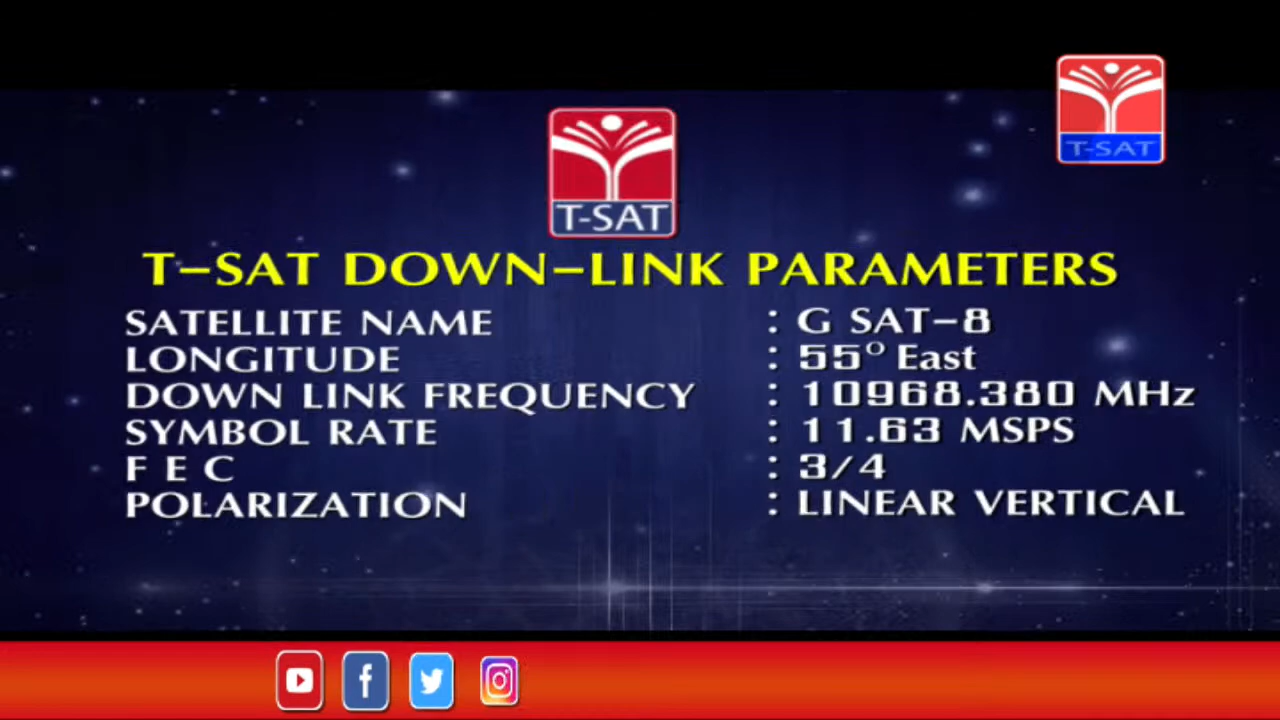 T-SAT
T-SAT
T-SAT DOWN-LINK PARAMETERS
SATELLITE NAME : G SAT-8
LONGITUDE : 55° East
DOWN LINK FREQUENCY : 10968.380 MHz
SYMBOL RATE : 11.63 MSPS
F E C : 3/4
POLARIZATION : LINEAR VERTICAL